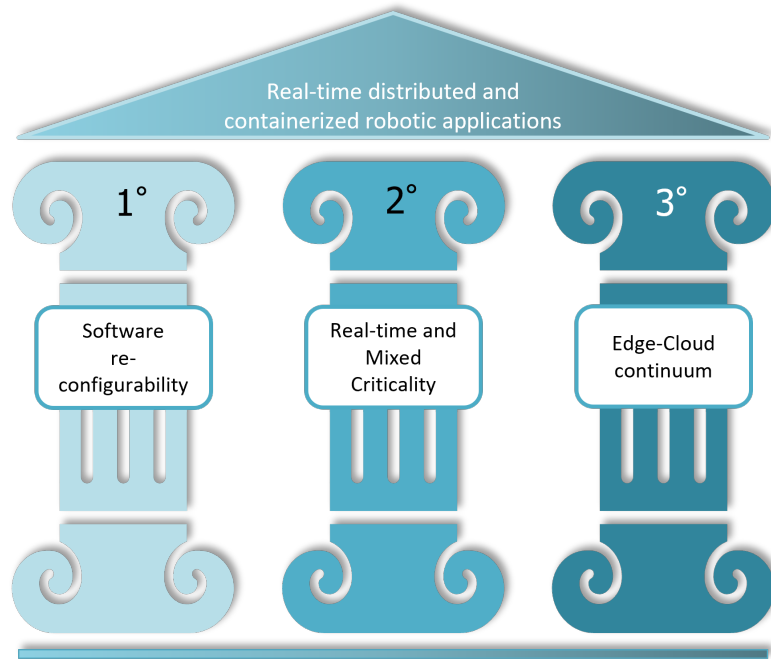 Real-time distributed and
containerized robotic applications
1°
2°
3°
Software
re-
configurability
Real-time and
Mixed
Criticality
Edge-Cloud
continuum